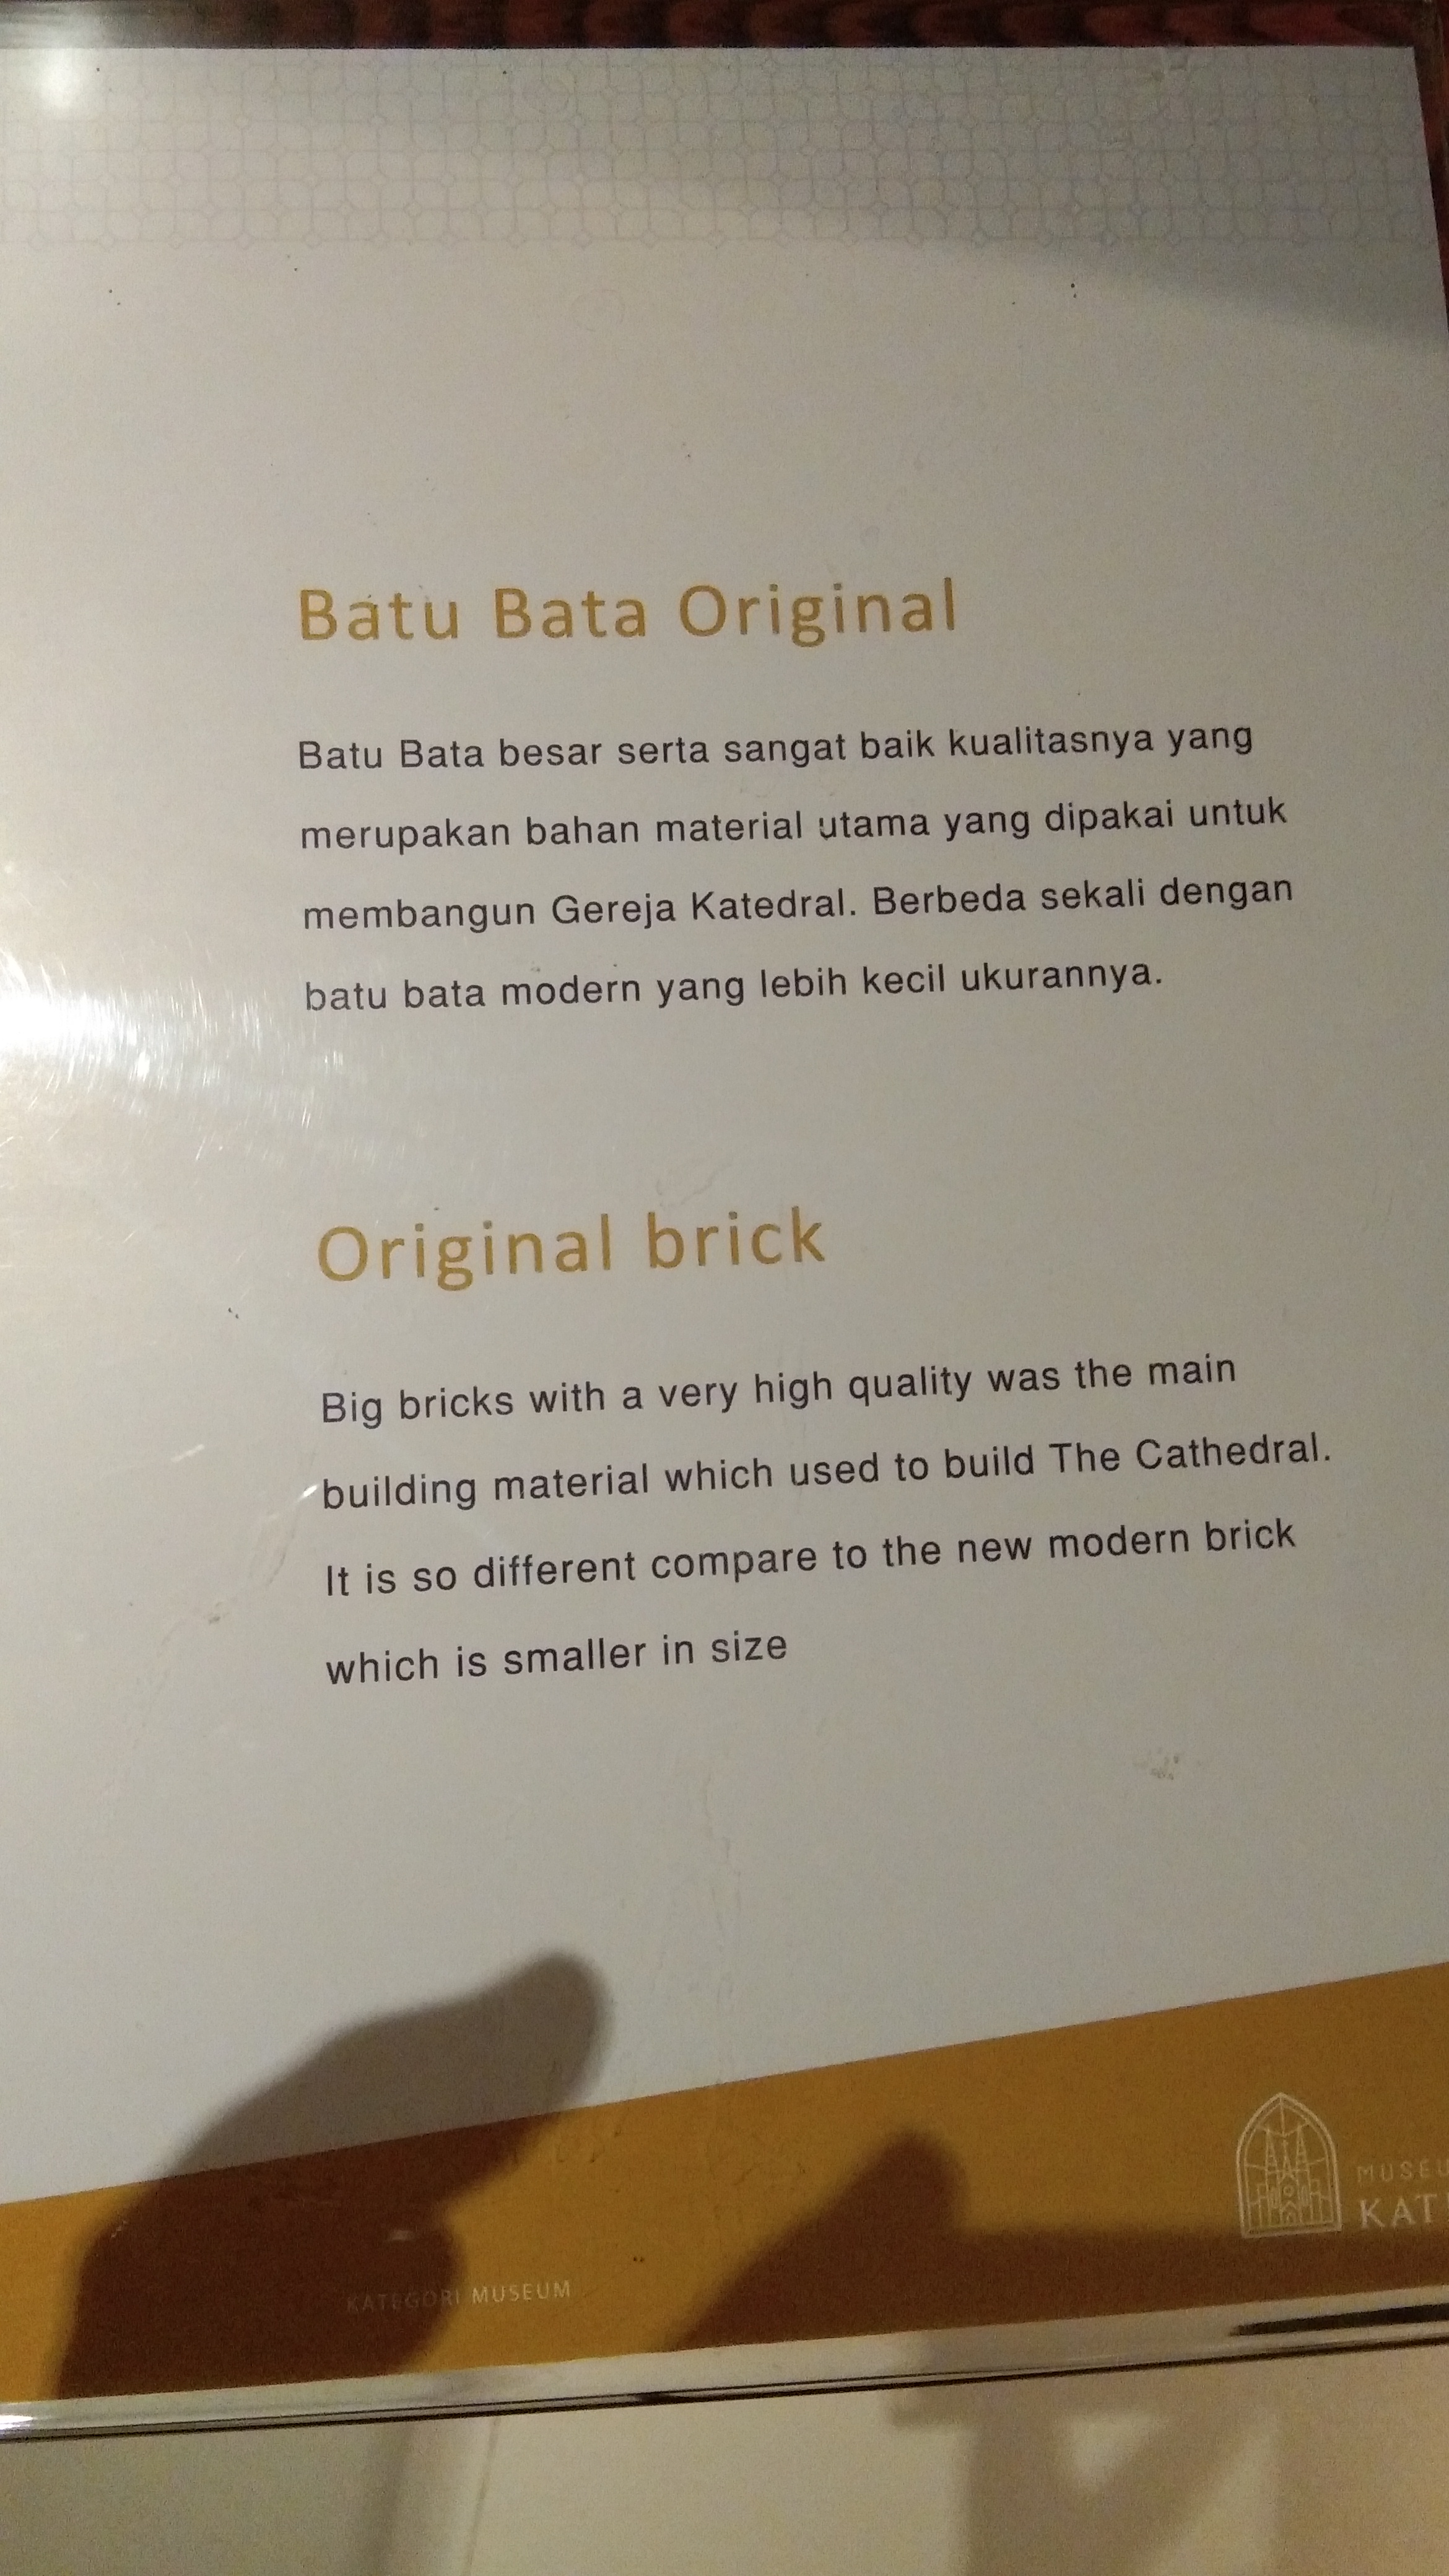 Batu Bata Original
Batu Bata besar serta sangat baik kualitasnya yang
merupakan bahan material utama yang dipakai untuk
membangun Gereja Katedral. Berbeda sekali dengan
batu bata modern yang lebih kecil ukurannya.
Original brick
Big bricks with a very high quality was the main
building material which used to build The Cathedral.
It is so different compare to the new modern brick
which is smaller in size
MUSEU
KAT
KATEGORI MUSEUM